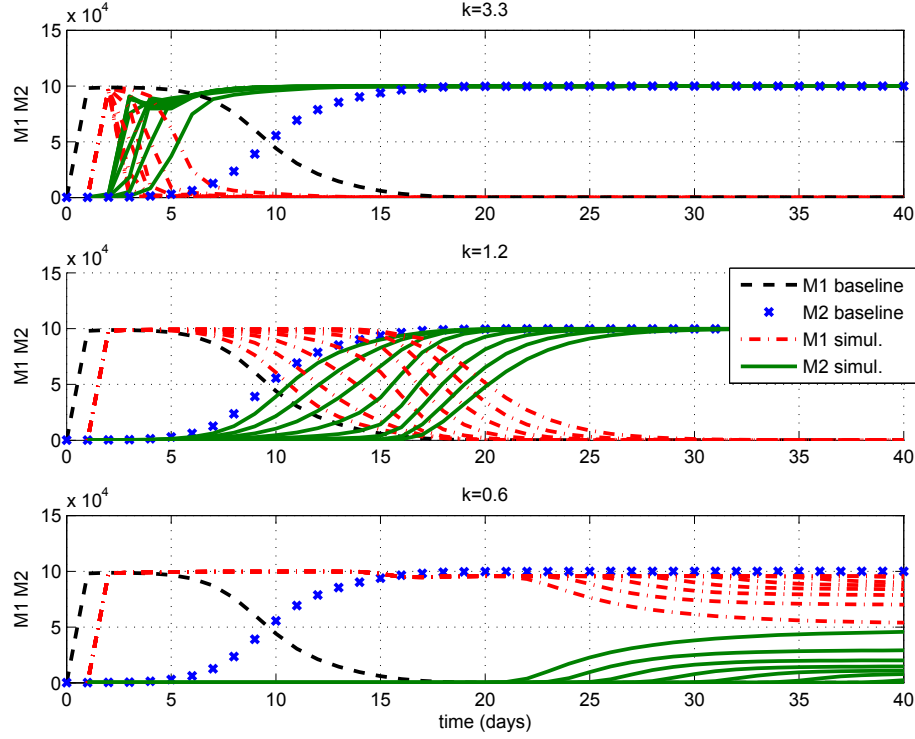 k=3.3
x 10^4
15
10
5
0
M1 M2
0 5 10 15 20 25 30 35 40
k=1.2
x 10^4
15
10
5
0
M1 M2
M1 baseline
M2 baseline
M1 simul.
M2 simul.
0 5 10 15 20 25 30 35 40
k=0.6
x 10^4
15
10
5
0
M1 M2
0 5 10 15 20 25 30 35 40
time (days)